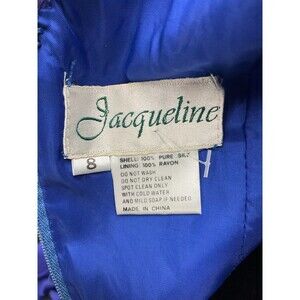 Jacqueline
8
SHELL: 100% PURE SILK
LINING: 100% RAYON
DO NOT WASH
DO NOT DRY CLEAN
SPOT CLEAN ONLY
WITH COLD WATER
AND MILD SOAP IF NEEDED.
MADE IN CHINA